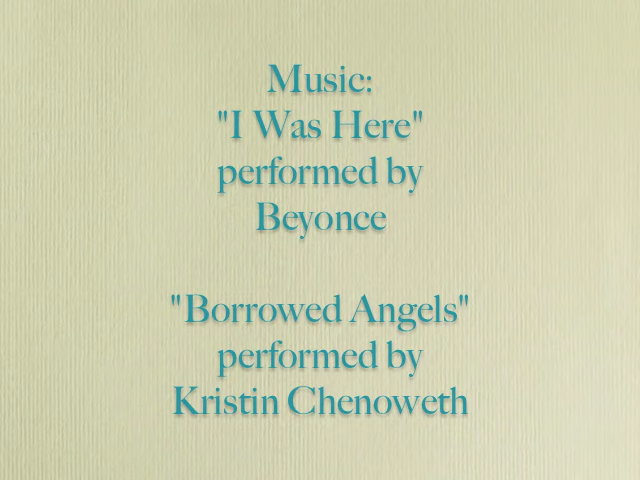 Music:
"I Was Here"
performed by
Beyonce
"Borrowed Angels"
performed by
Kristin Chenoweth